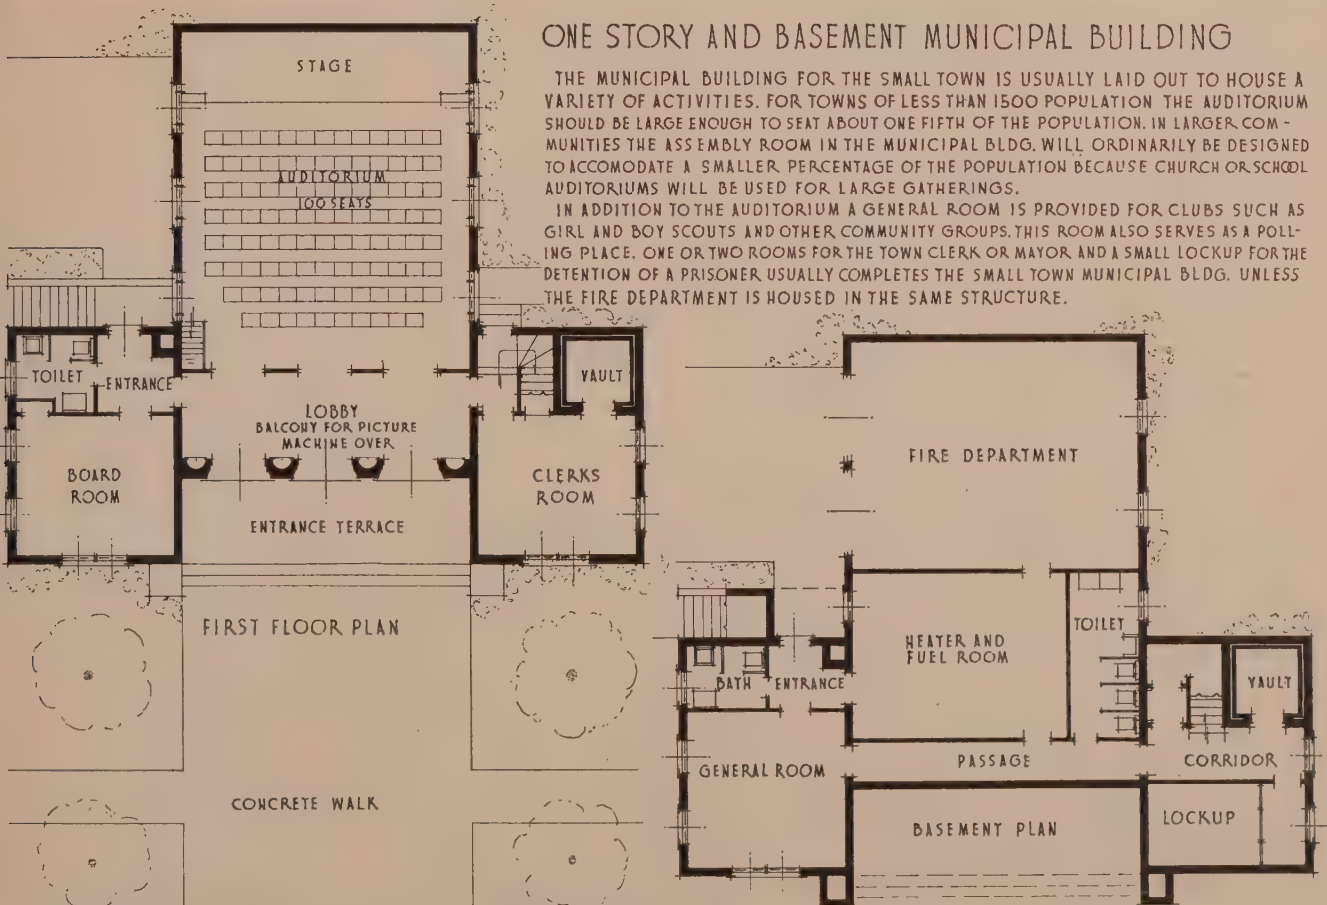 ONE STORY AND BASEMENT MUNICIPAL BUILDING
THE MUNICIPAL BUILDING FOR THE SMALL TOWN IS USUALLY LAID OUT TO HOUSE A
VARIETY OF ACTIVITIES. FOR TOWNS OF LESS THAN 1500 POPULATION THE AUDITORIUM
SHOULD BE LARGE ENOUGH TO SEAT ABOUT ONE FIFTH OF THE POPULATION. IN LARGER COM-
MUNITIES THE ASSEMBLY ROOM IN THE MUNICIPAL BLDG. WILL ORDINARILY BE DESIGNED
TO ACCOMODATE A SMALLER PERCENTAGE OF THE POPULATION BECAUSE CHURCH OR SCHOOL
AUDITORIUMS WILL BE USED FOR LARGE GATHERINGS.
IN ADDITION TO THE AUDITORIUM A GENERAL ROOM IS PROVIDED FOR CLUBS SUCH AS
GIRL AND BOY SCOUTS AND OTHER COMMUNITY GROUPS. THIS ROOM ALSO SERVES AS A POLL-
ING PLACE. ONE OR TWO ROOMS FOR THE TOWN CLERK OR MAYOR AND A SMALL LOCKUP FOR THE
DETENTION OF A PRISONER USUALLY COMPLETES THE SMALL TOWN MUNICIPAL BLDG. UNLESS
THE FIRE DEPARTMENT IS HOUSED IN THE SAME STRUCTURE.
STAGE
AUDITORIUM
100 SEATS
TOILET
ENTRANCE
LOBBY
BALCONY FOR PICTURE
MACHINE OVER
VAULT
BOARD
ROOM
CLERKS
ROOM
ENTRANCE TERRACE
FIRST FLOOR PLAN
CONCRETE WALK
FIRE DEPARTMENT
HEATER AND
FUEL ROOM
TOILET
BATH
ENTRANCE
VAULT
GENERAL ROOM
PASSAGE
CORRIDOR
BASEMENT PLAN
LOCKUP